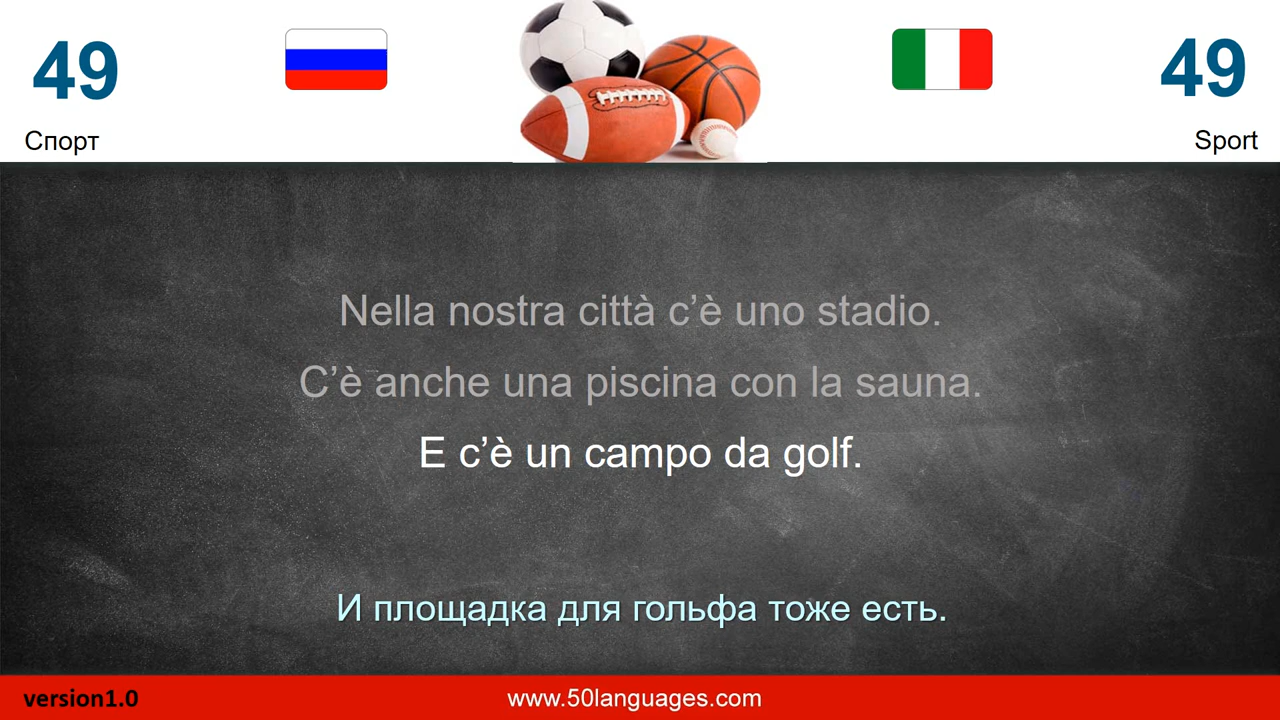 49
49
Спорт
Sport
Nella nostra città c’è uno stadio.
C’è anche una piscina con la sauna.
E c’è un campo da golf.
И площадка для гольфа тоже есть.
version1.0
www.50languages.com